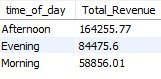 time_of_day Total_Revenue
Afternoon 164255.77
Evening 84475.6
Morning 58856.01